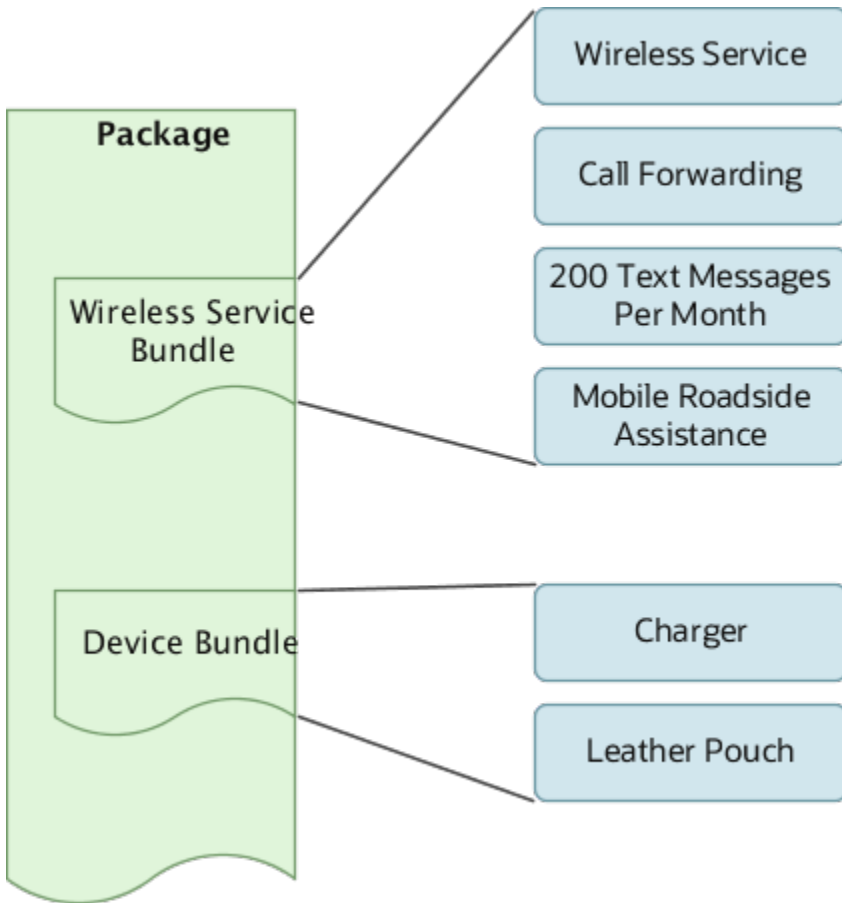 Package
Wireless Service
Bundle
Device Bundle
Wireless Service
Call Forwarding
200 Text Messages
Per Month
Mobile Roadside
Assistance
Charger
Leather Pouch